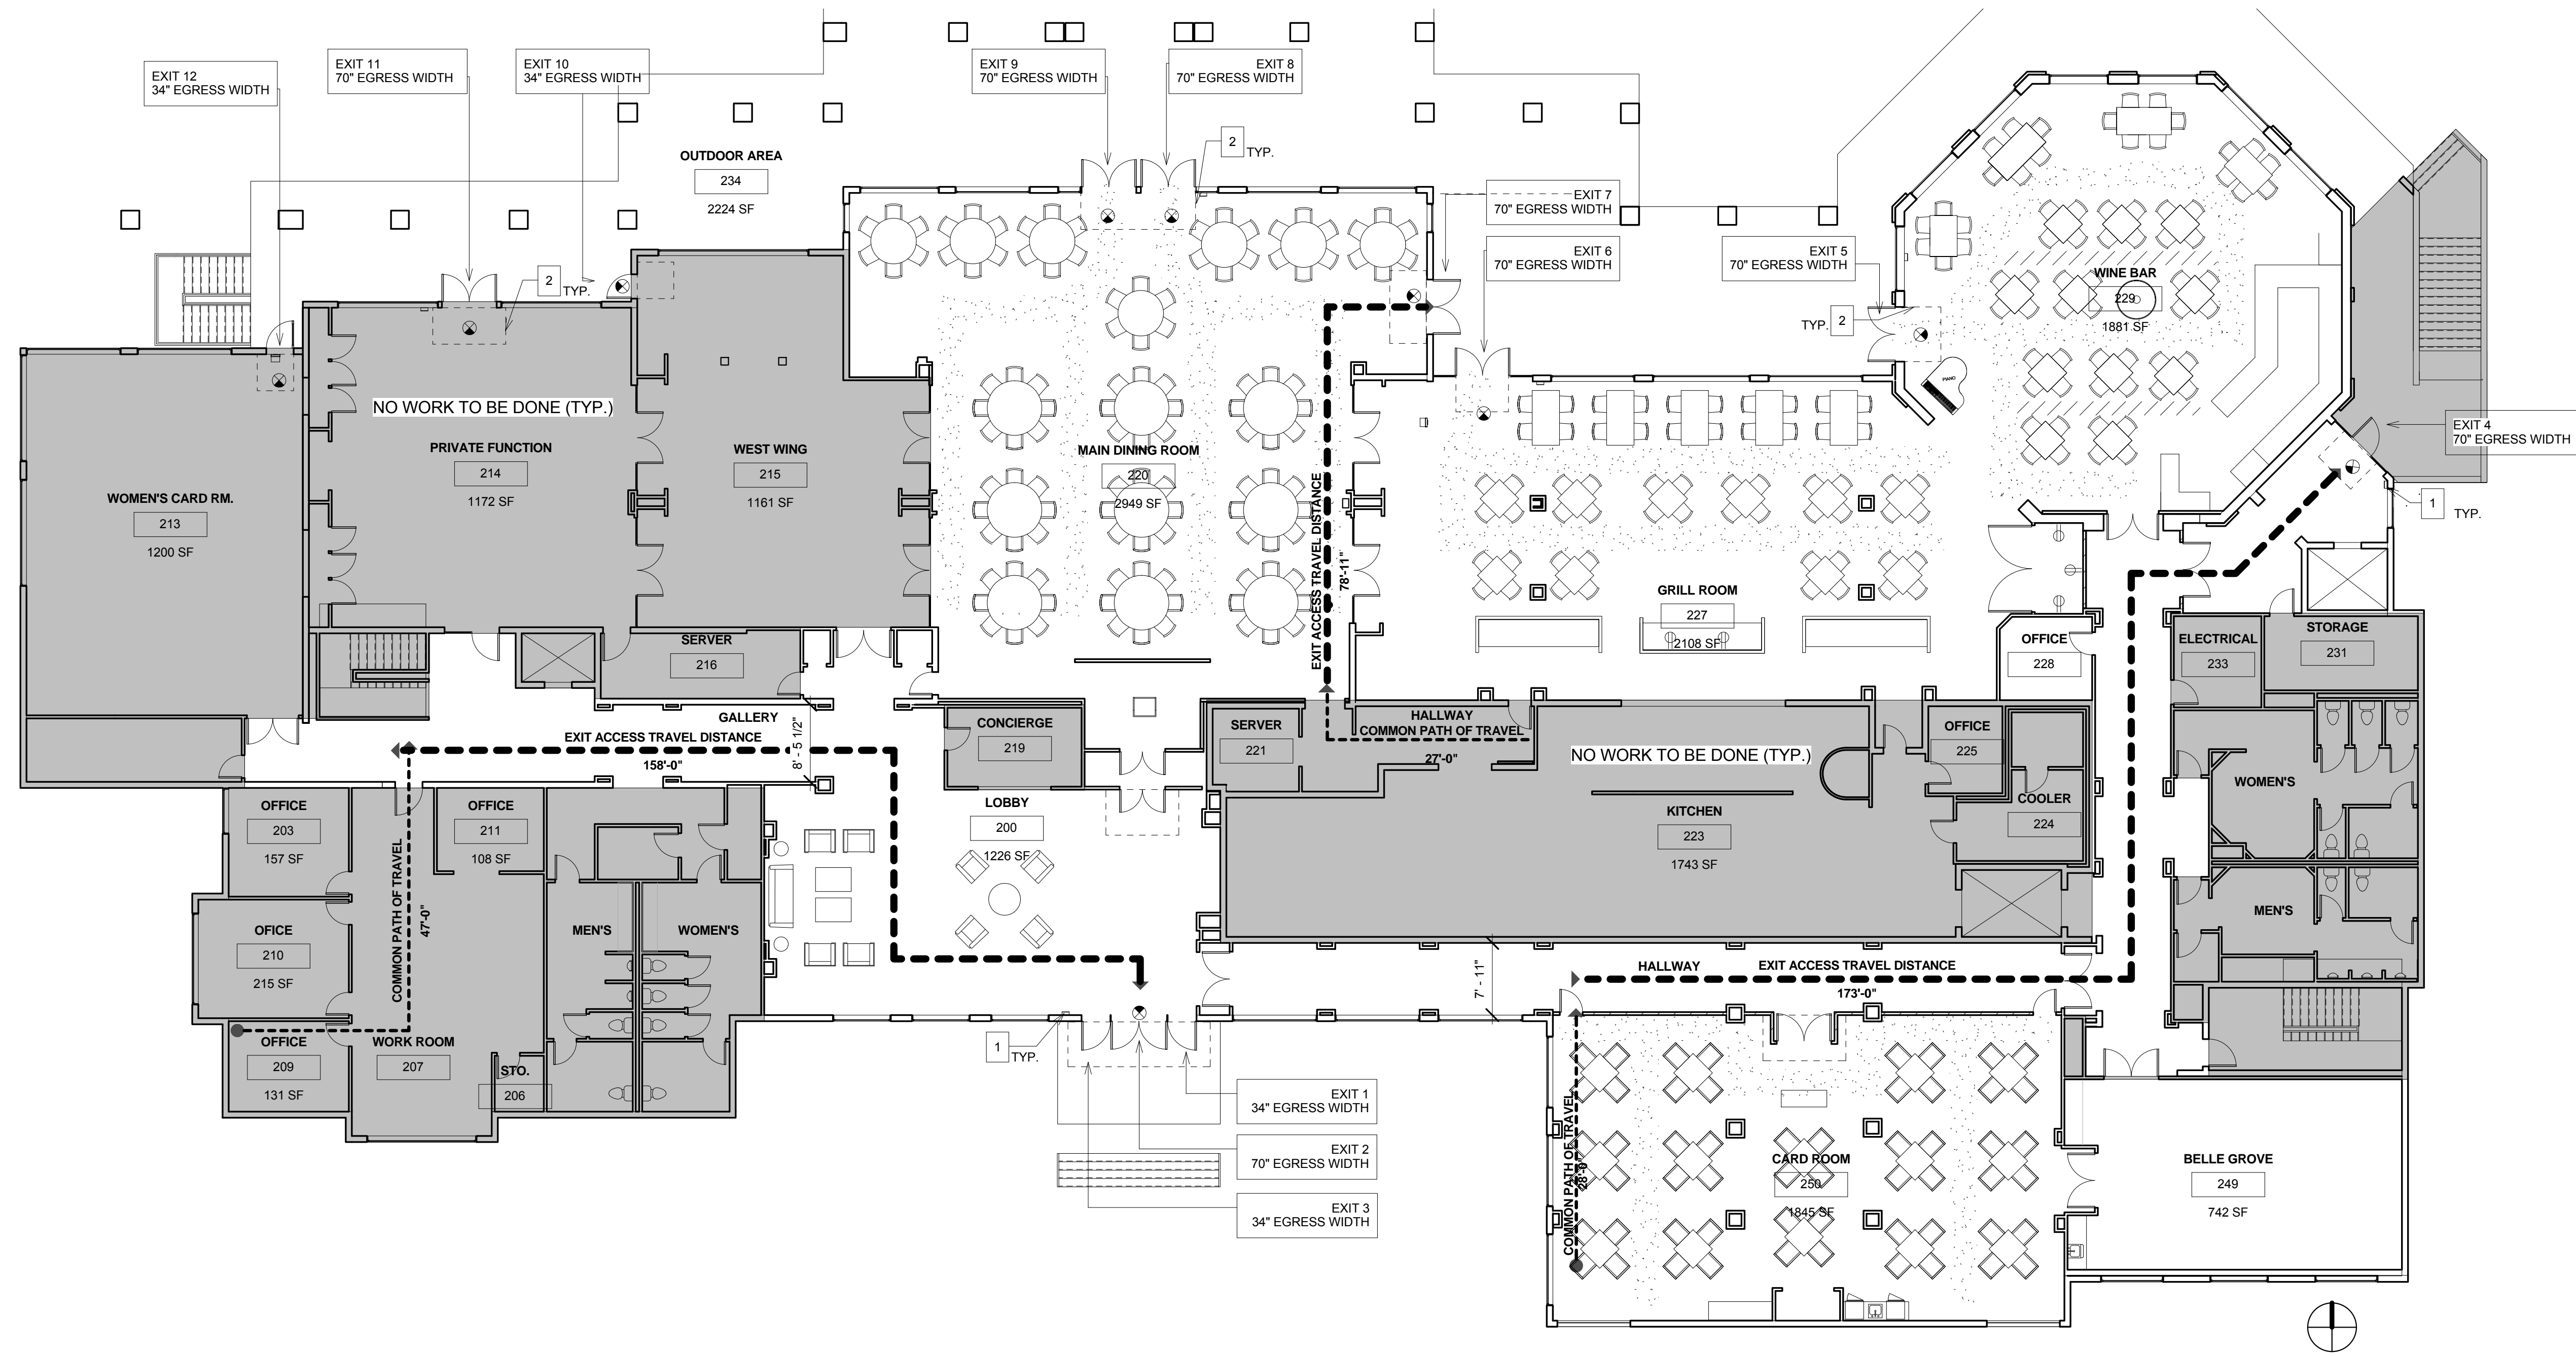 EXIT 12
34" EGRESS WIDTH
EXIT 11
70" EGRESS WIDTH
EXIT 10
34" EGRESS WIDTH
EXIT 9
70" EGRESS WIDTH
EXIT 8
70" EGRESS WIDTH
2
TYP.
OUTDOOR AREA
234
2224 SF
EXIT 7
70" EGRESS WIDTH
EXIT 6
70" EGRESS WIDTH
EXIT 5
70" EGRESS WIDTH
2
TYP.
TYP.
2
WINE BAR
229
1881 SF
PIANO
EXIT 4
70" EGRESS WIDTH
1
TYP.
NO WORK TO BE DONE (TYP.)
PRIVATE FUNCTION
214
1172 SF
WEST WING
215
1161 SF
MAIN DINING ROOM
220
2949 SF
WOMEN'S CARD RM.
213
1200 SF
EXIT ACCESS TRAVEL DISTANCE
78'-11"
GRILL ROOM
227
2108 SF
OFFICE
228
ELECTRICAL
233
STORAGE
231
SERVER
216
GALLERY
EXIT ACCESS TRAVEL DISTANCE
158'-0"
8' - 5 1/2"
CONCIERGE
219
SERVER
221
HALLWAY
COMMON PATH OF TRAVEL
27'-0"
NO WORK TO BE DONE (TYP.)
OFFICE
225
COOLER
224
KITCHEN
223
1743 SF
WOMEN'S
MEN'S
LOBBY
200
1226 SF
OFFICE
203
157 SF
OFFICE
211
108 SF
COMMON PATH OF TRAVEL
47'-0"
OFICE
210
215 SF
MEN'S
WOMEN'S
OFFICE
209
131 SF
WORK ROOM
207
STO.
206
7' - 11"
HALLWAY
EXIT ACCESS TRAVEL DISTANCE
173'-0"
1
TYP.
EXIT 1
34" EGRESS WIDTH
EXIT 2
70" EGRESS WIDTH
EXIT 3
34" EGRESS WIDTH
COMMON PATH OF TRAVEL
28'-0"
CARD ROOM
250
1845 SF
BELLE GROVE
249
742 SF